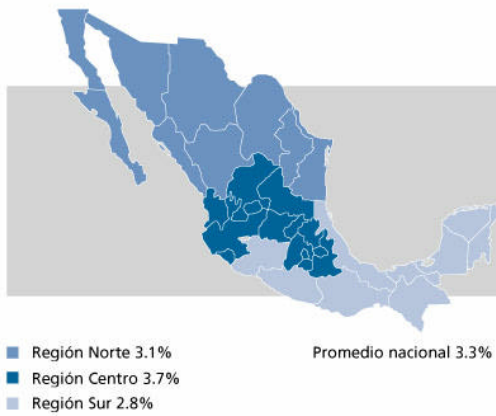 Región Norte 3.1%
Promedio nacional 3.3%
Región Centro 3.7%
Región Sur 2.8%